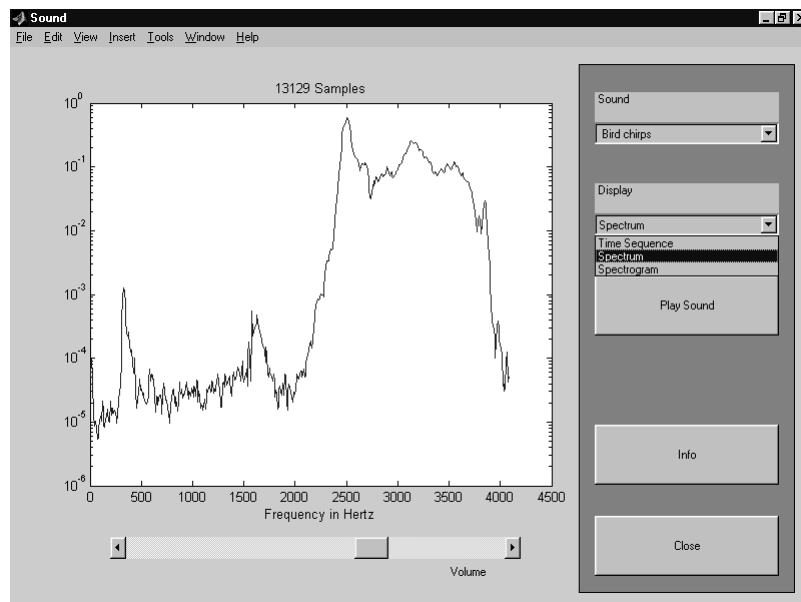 Sound
File Edit View Insert Tools Window Help
13129 Samples
10^0
10^-1
10^-2
10^-3
10^-4
10^-5
10^-6
0 500 1000 1500 2000 2500 3000 3500 4000 4500
Frequency in Hertz
Volume
Sound
Bird chirps
Display
Spectrum
Time Sequence
Spectrum
Spectrogram
Play Sound
Info
Close